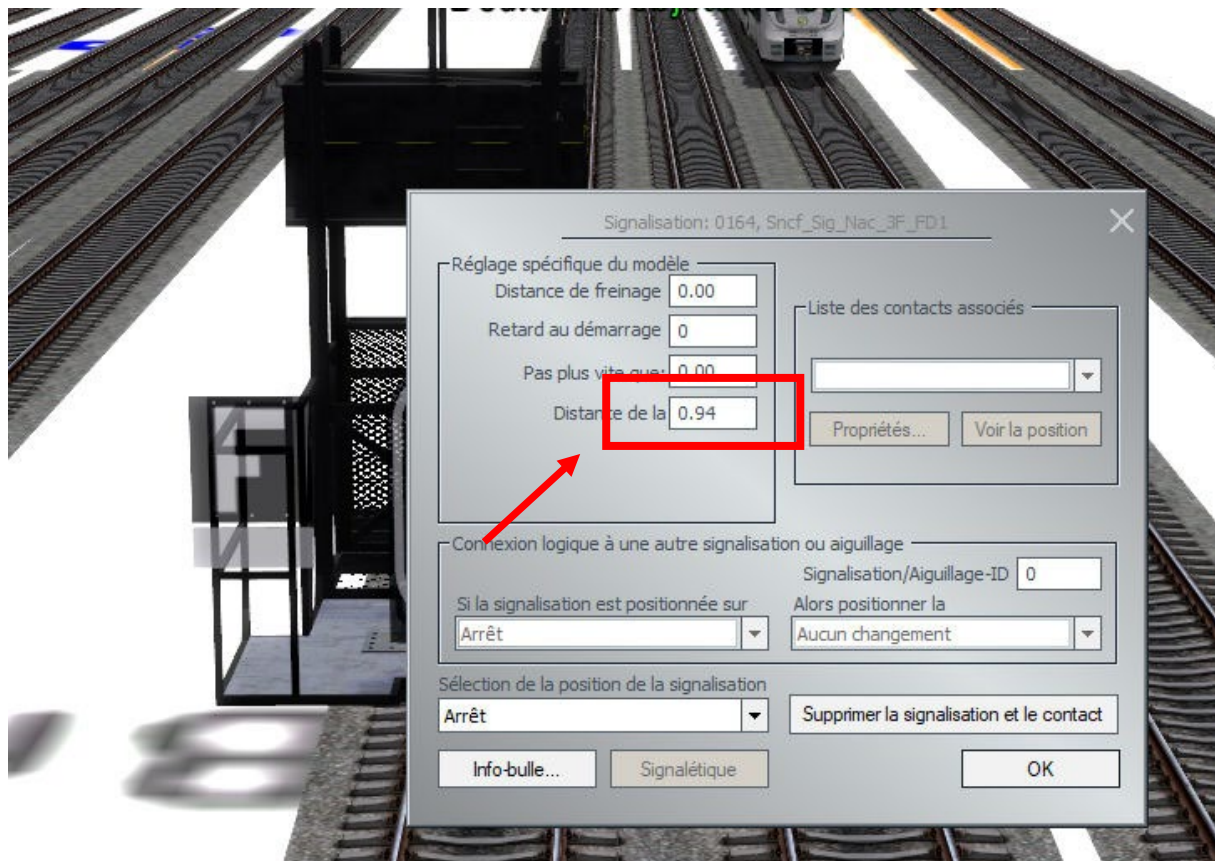 Signalisation: 0164, Sncf_Sig_Nac_3F_FD1
Réglage spécifique du modèle
Distance de freinage 0.00
Retard au démarrage 0
Pas plus vite que: 0.00
Distance de la 0.94
Liste des contacts associés
Propriétés... Voir la position
Connexion logique à une autre signalisation ou aiguillage
Signalisation/Aiguillage-ID 0
Si la signalisation est positionnée sur Alors positionner la
Arrêt Aucun changement
Sélection de la position de la signalisation
Arrêt Supprimer la signalisation et le contact
Info-bulle... Signalétique OK